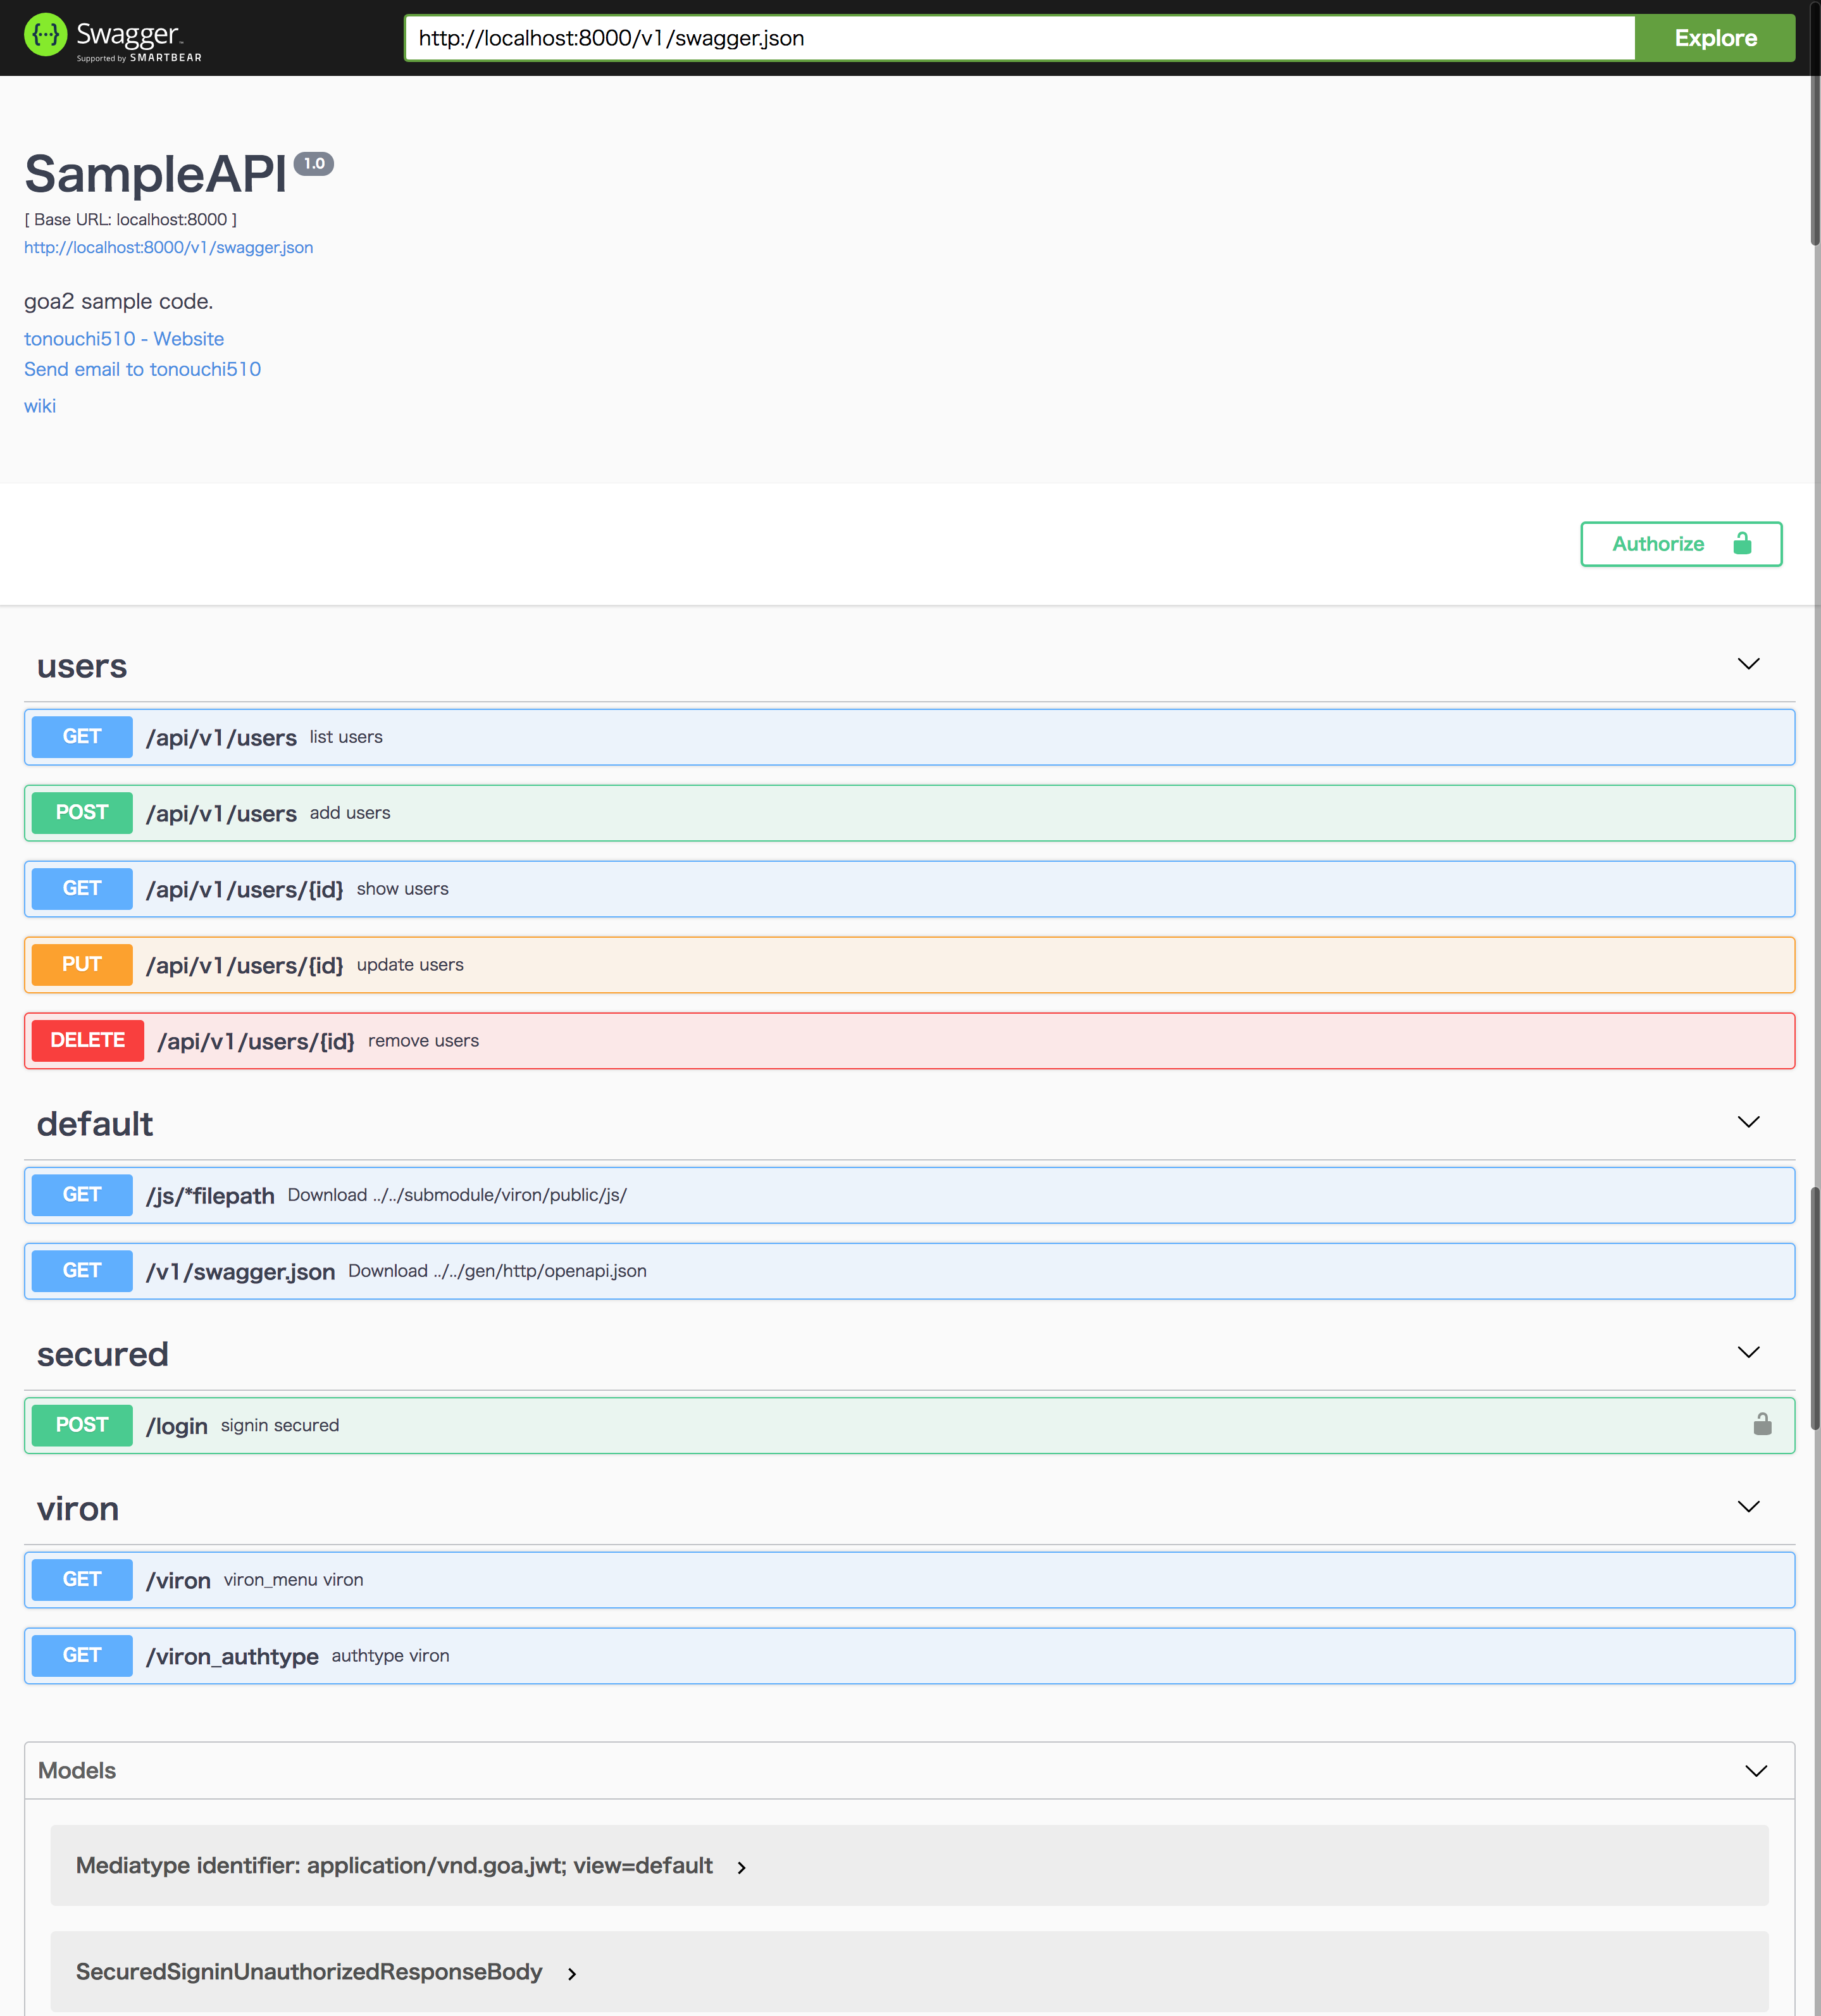 {···} Swagger™
Supported by SMARTBEAR
http://localhost:8000/v1/swagger.json
Explore
SampleAPI 1.0
[ Base URL: localhost:8000 ]
http://localhost:8000/v1/swagger.json
goa2 sample code.
tonouchi510 - Website
Send email to tonouchi510
wiki
Authorize
users
GET /api/v1/users list users
POST /api/v1/users add users
GET /api/v1/users/{id} show users
PUT /api/v1/users/{id} update users
DELETE /api/v1/users/{id} remove users
default
GET /js/*filepath Download ../../submodule/viron/public/js/
GET /v1/swagger.json Download ../../gen/http/openapi.json
secured
POST /login signin secured
viron
GET /viron viron_menu viron
GET /viron_authtype authtype viron
Models
Mediatype identifier: application/vnd.goa.jwt; view=default
SecuredSigninUnauthorizedResponseBody